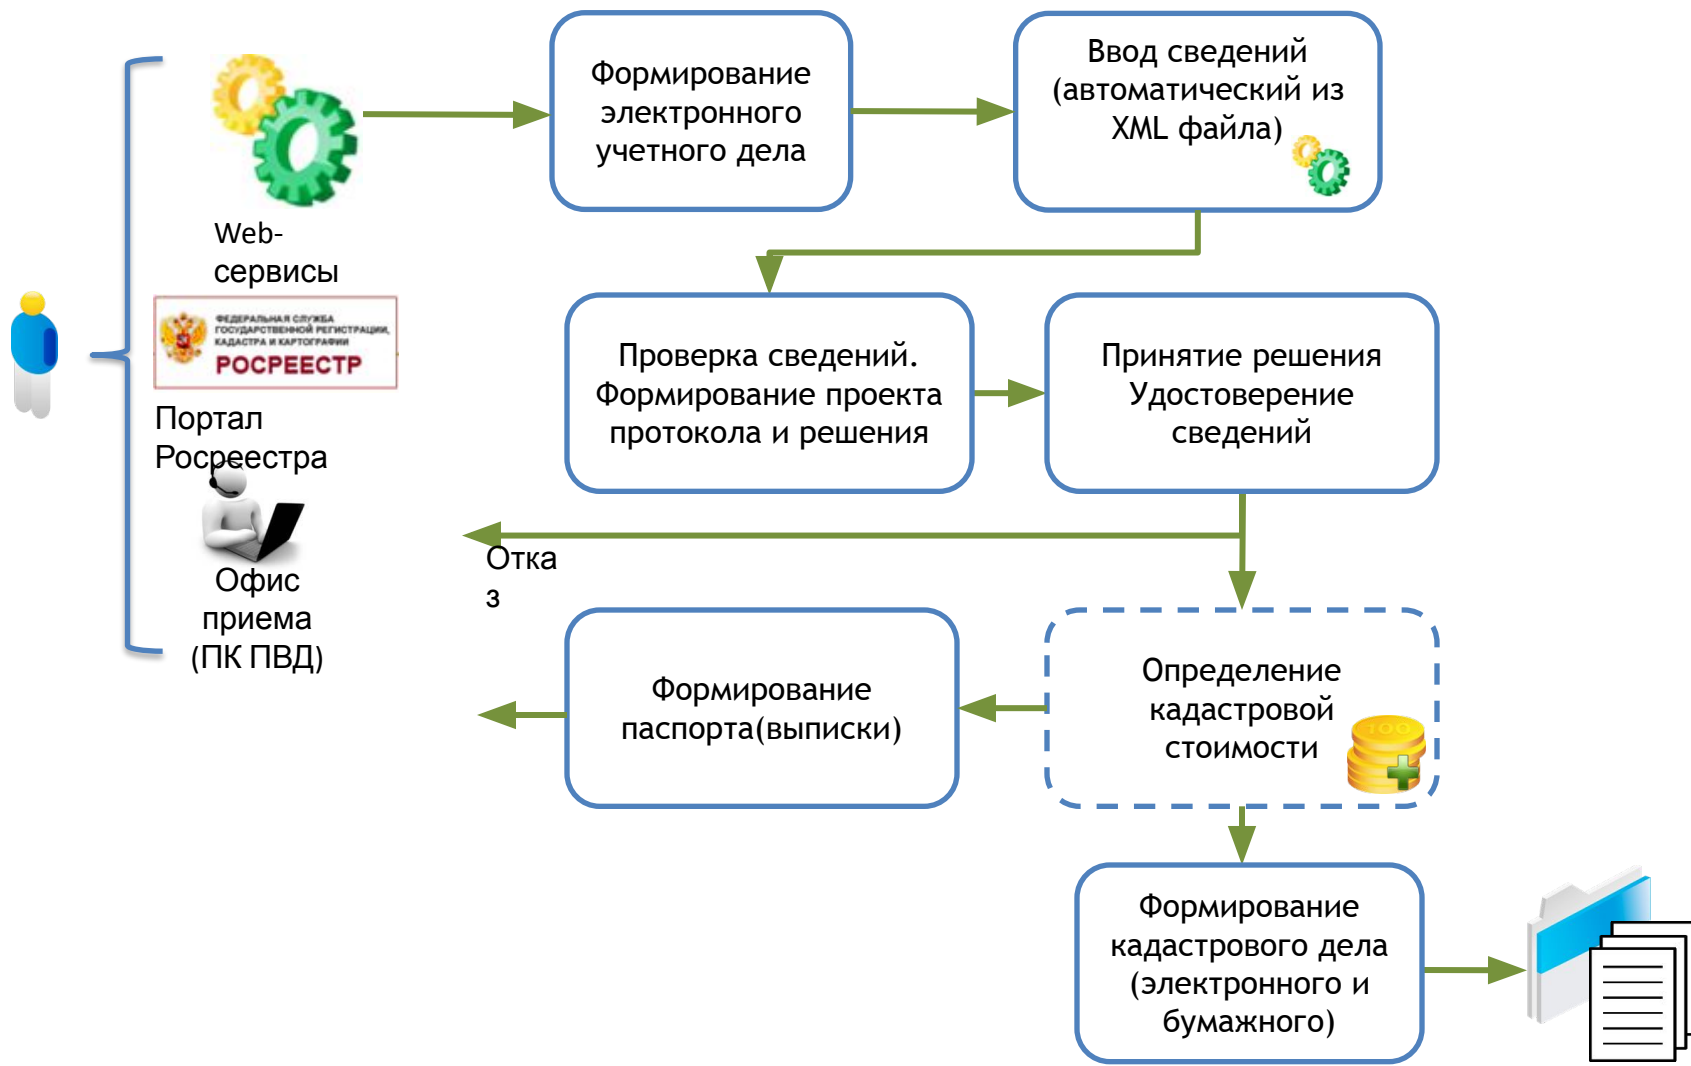 Формирование
электронного
учетного дела
Ввод сведений
(автоматический из
XML файла)
Web-
сервисы
ФЕДЕРАЛЬНАЯ СЛУЖБА
ГОСУДАРСТВЕННОЙ РЕГИСТРАЦИИ,
КАДАСТРА И КАРТОГРАФИИ
РОСРЕЕСТР
Портал
Росреестра
Офис
приема
(ПК ПВД)
Проверка сведений.
Формирование проекта
протокола и решения
Принятие решения
Удостоверение
сведений
Отка
з
Формирование
паспорта(выписки)
Определение
кадастровой
стоимости
100
Формирование
кадастрового дела
(электронного и
бумажного)